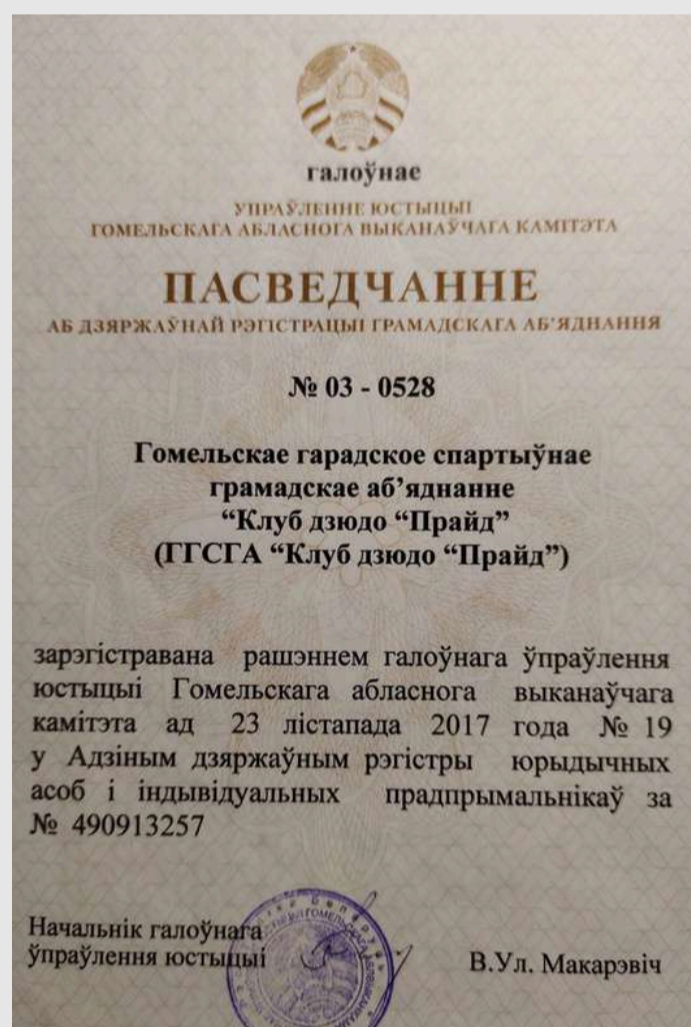 галоўнае
УПРАЎЛЕННЕ ЮСТЫЦЫІ
ГОМЕЛЬСКАГА АБЛАСНОГА ВЫКАНАЎЧАГА КАМІТЭТА
ПАСВЕДЧАННЕ
АБ ДЗЯРЖАЎНАЙ РЭГІСТРАЦЫІ ГРАМАДСКАГА АБ’ЯДНАННЯ
№ 03 - 0528
Гомельскае гарадское спартыўнае
грамадскае аб’яднанне
“Клуб дзюдо “Прайд”
(ГГСГА “Клуб дзюдо “Прайд”)
зарэгістравана рашэннем галоўнага ўпраўлення
юстыцыі Гомельскага абласнога выканаўчага
камітэта ад 23 лістапада 2017 года № 19
у Адзіным дзяржаўным рэгістры юрыдычных
асоб і індывідуальных прадпрымальнікаў за
№ 490913257
Начальнік галоўнага
ўпраўлення юстыцыі
В.Ул. Макарэвіч